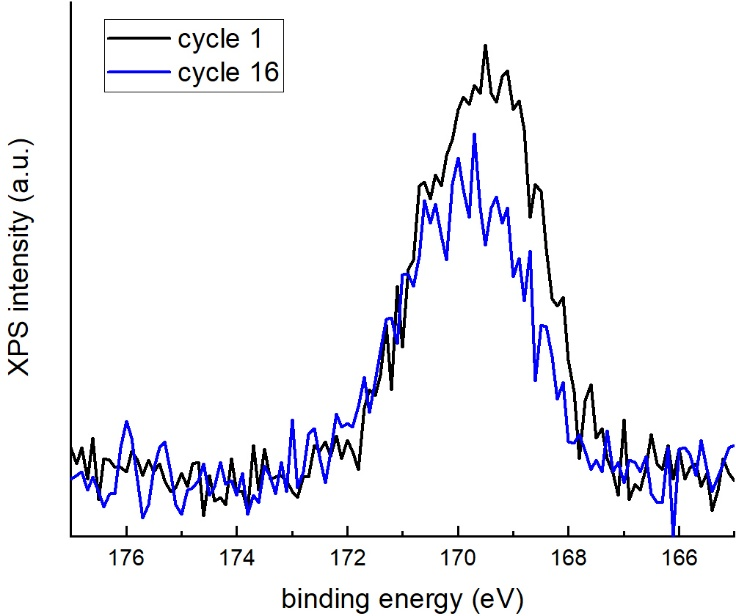 cycle 1
cycle 16
XPS intensity (a.u.)
176 174 172 170 168 166
binding energy (eV)